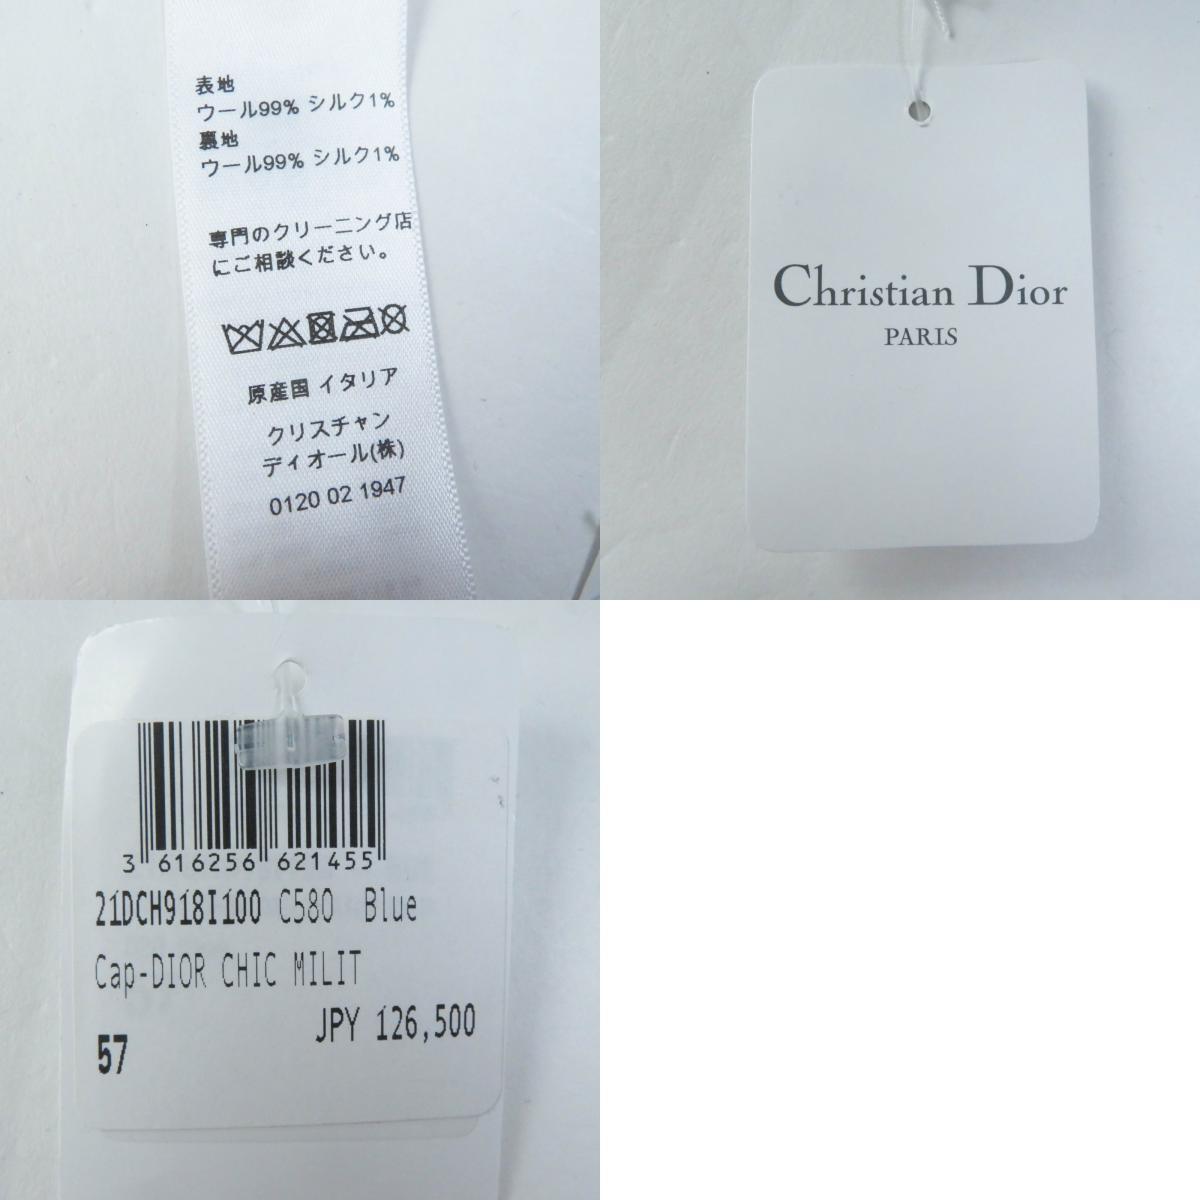 表地
ウール99% シルク1%
裏地
ウール99% シルク1%
専門のクリーニング店
にご相談ください。
原産国 イタリア
クリスチャン
ディオール(株)
0120 02 1947
Christian Dior
PARIS
3 616256 621455
21DCH918I100 C580 Blue
Cap-DIOR CHIC MILIT
JPY 126,500
57